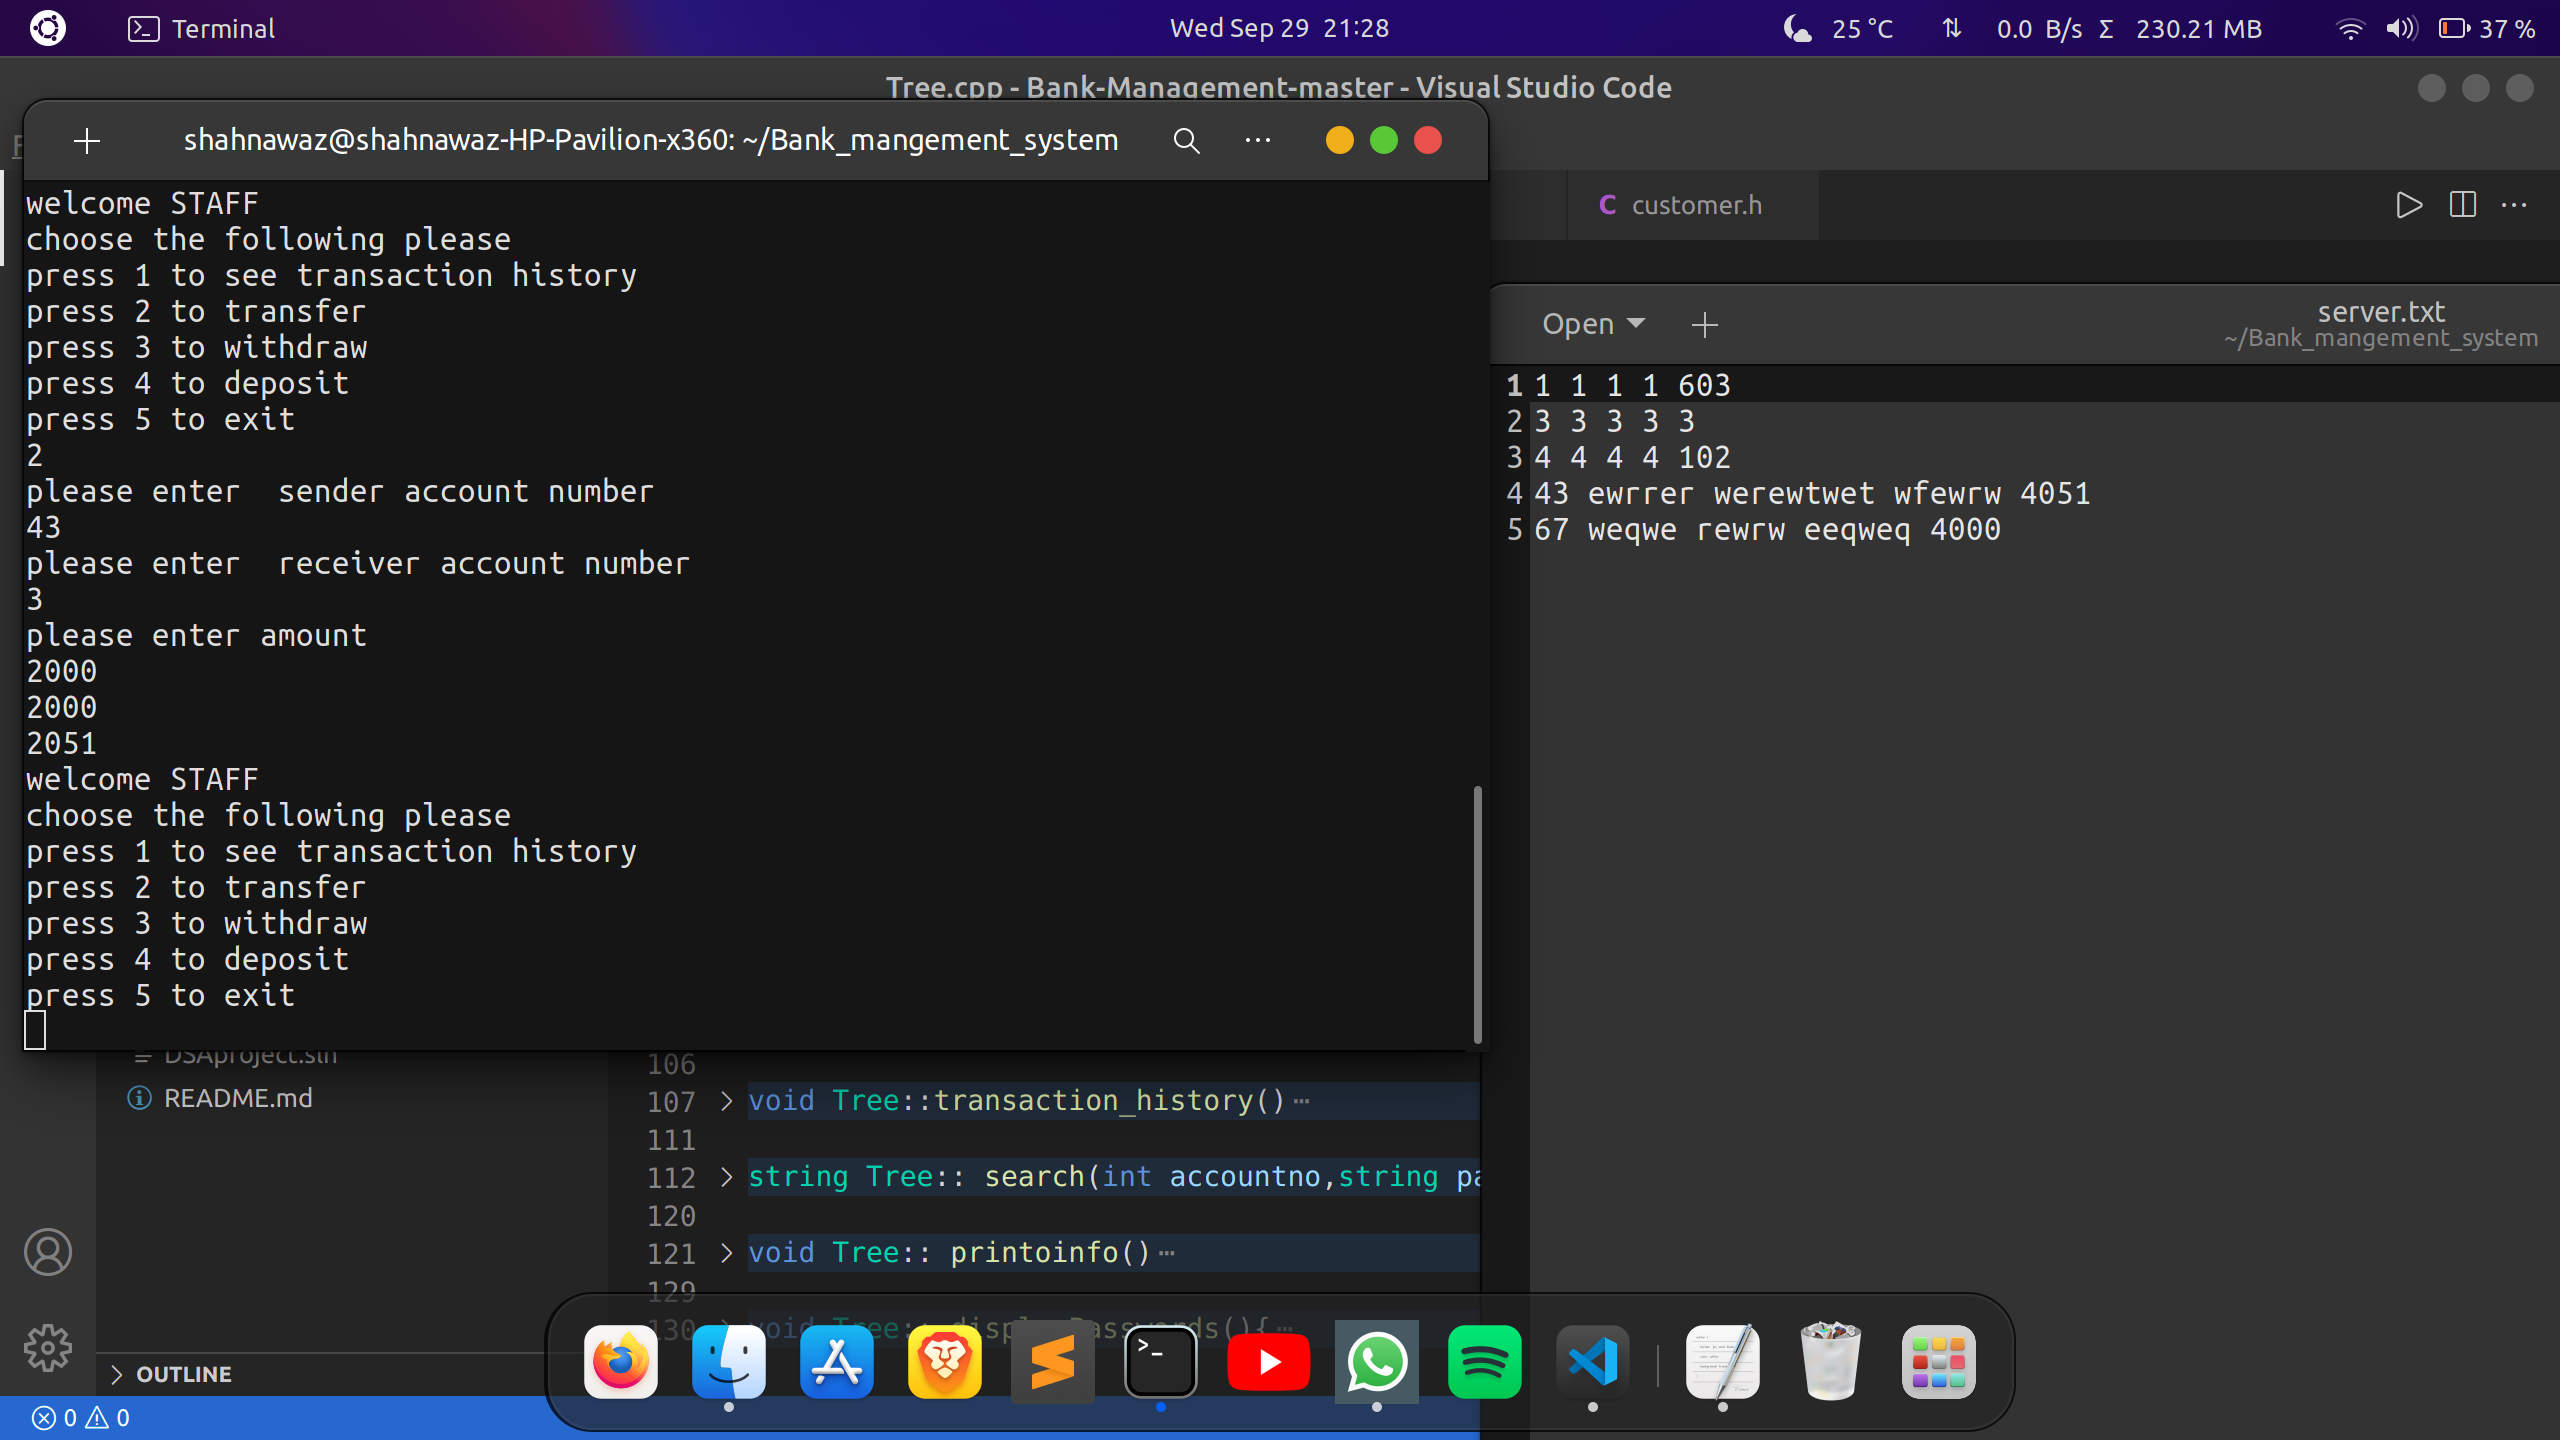 Terminal
Wed Sep 29 21:28
25 °C
0.0 B/s Σ 230.21 MB
37 %
Tree.cpp - Bank-Management-master - Visual Studio Code
shahnawaz@shahnawaz-HP-Pavilion-x360: ~/Bank_mangement_system
welcome STAFF
choose the following please
press 1 to see transaction history
press 2 to transfer
press 3 to withdraw
press 4 to deposit
press 5 to exit
2
please enter  sender account number
43
please enter  receiver account number
3
please enter amount
2000
2000
2051
welcome STAFF
choose the following please
press 1 to see transaction history
press 2 to transfer
press 3 to withdraw
press 4 to deposit
press 5 to exit
C customer.h
Open
server.txt
~/Bank_mangement_system
1 1 1 1 1 603
2 3 3 3 3 3
3 4 4 4 4 102
4 43 ewrrer werewtwet wfewrw 4051
5 67 weqwe rewrw eeqweq 4000
DSAproject.sln
README.md
OUTLINE
0 0
106
107 void Tree::transaction_history()⋯
111
112 string Tree:: search(int accountno,string pa
120
121 void Tree:: printoinfo()⋯
129
130 void Tree::